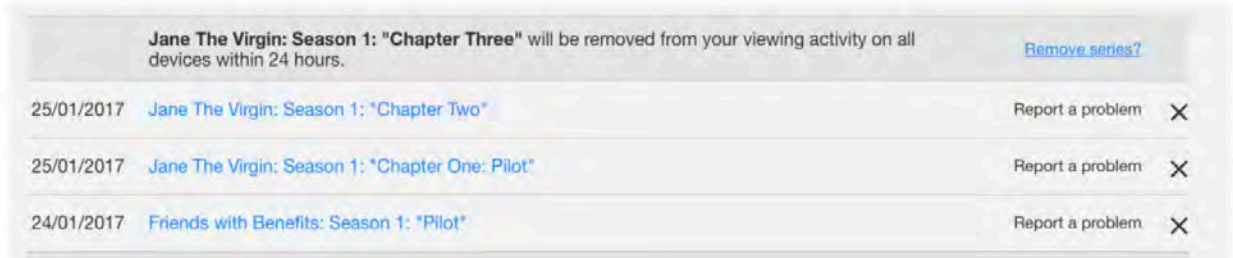 Jane The Virgin: Season 1: "Chapter Three" will be removed from your viewing activity on all
devices within 24 hours.
Remove series?
25/01/2017 Jane The Virgin: Season 1: "Chapter Two" Report a problem
25/01/2017 Jane The Virgin: Season 1: "Chapter One: Pilot" Report a problem
24/01/2017 Friends with Benefits: Season 1: "Pilot" Report a problem